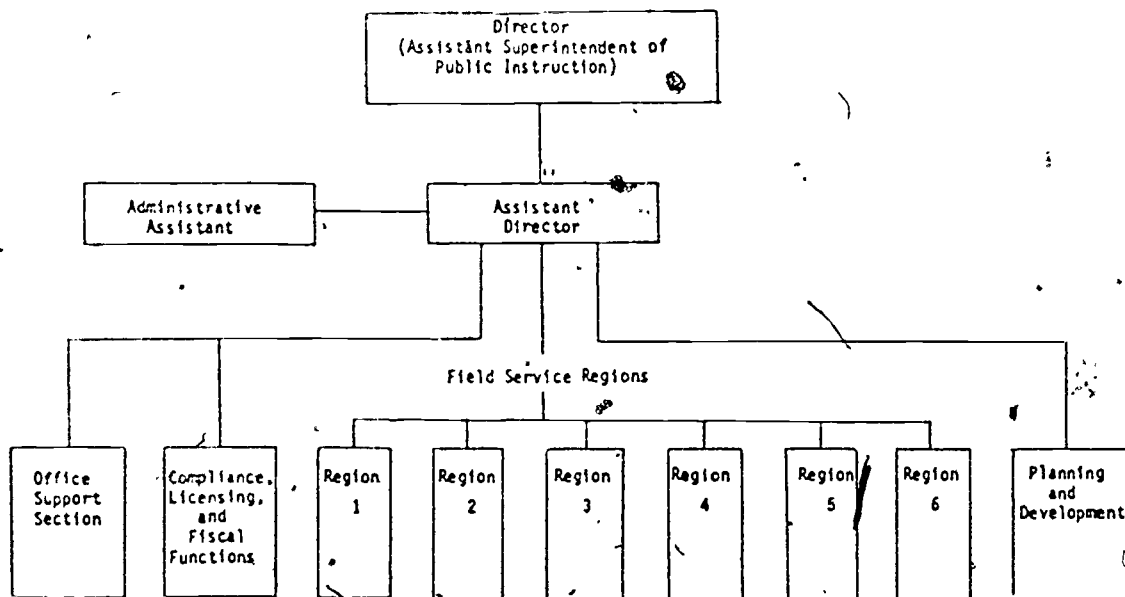 Director
(Assistant Superintendent of
Public Instruction)
Administrative
Assistant
Assistant
Director
Field Service Regions
Office
Support
Section
Compliance,
Licensing,
and
Fiscal
Functions
Region
1
Region
2
Region
3
Region
4
Region
5
Region
6
Planning
and
Development